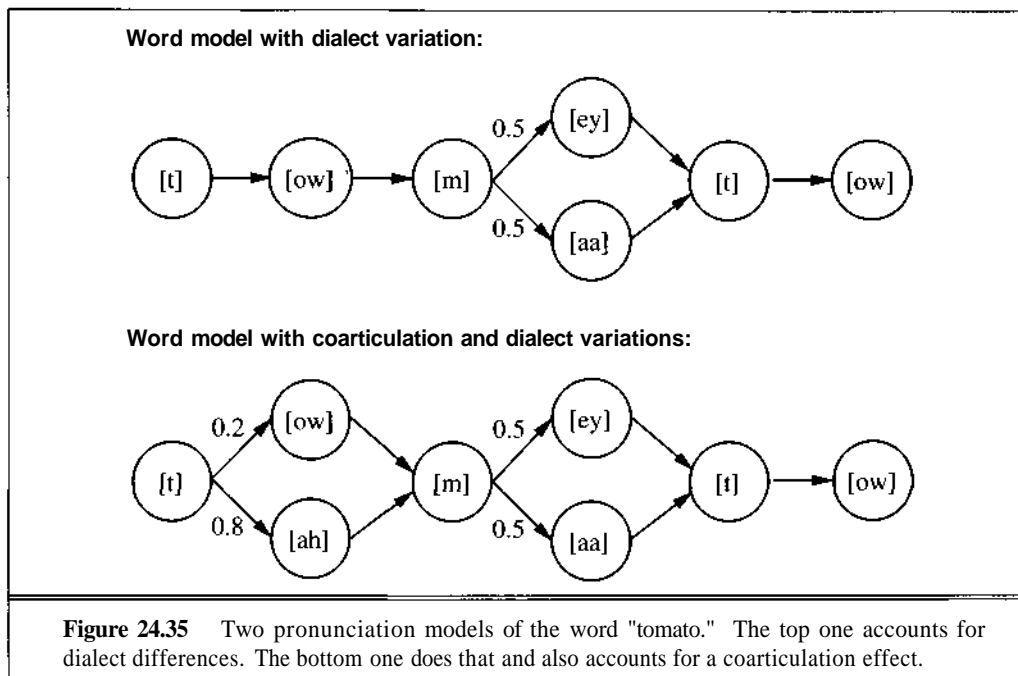 Word model with dialect variation:
[ey]
0.5
[t] [ow] [m] [t] [ow]
0.5
[aa]
Word model with coarticulation and dialect variations:
[ow] [ey]
0.2 0.5
[t] [m] [t] [ow]
0.8 0.5
[ah] [aa]
Figure 24.35 Two pronunciation models of the word "tomato." The top one accounts for
dialect differences. The bottom one does that and also accounts for a coarticulation effect.